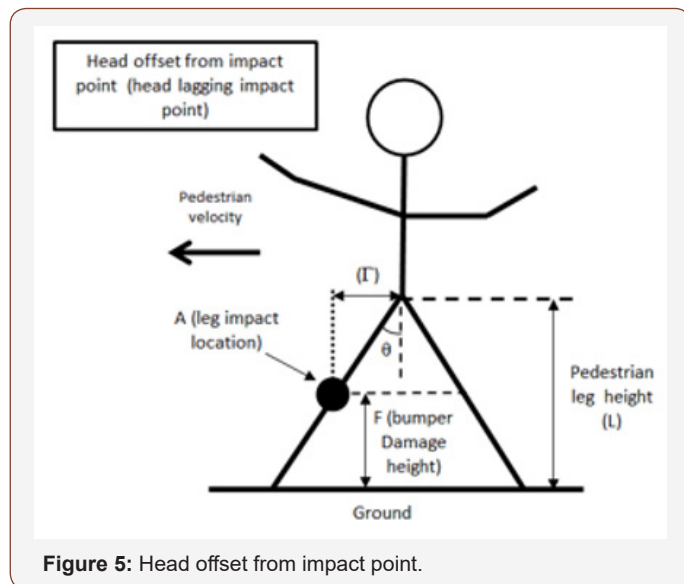 Head offset from impact
point (head lagging impact
point)
Pedestrian
velocity
(Γ)
A (leg impact
location)
θ
Pedestrian
leg height
(L)
F (bumper
Damage
height)
Ground
Figure 5: Head offset from impact point.